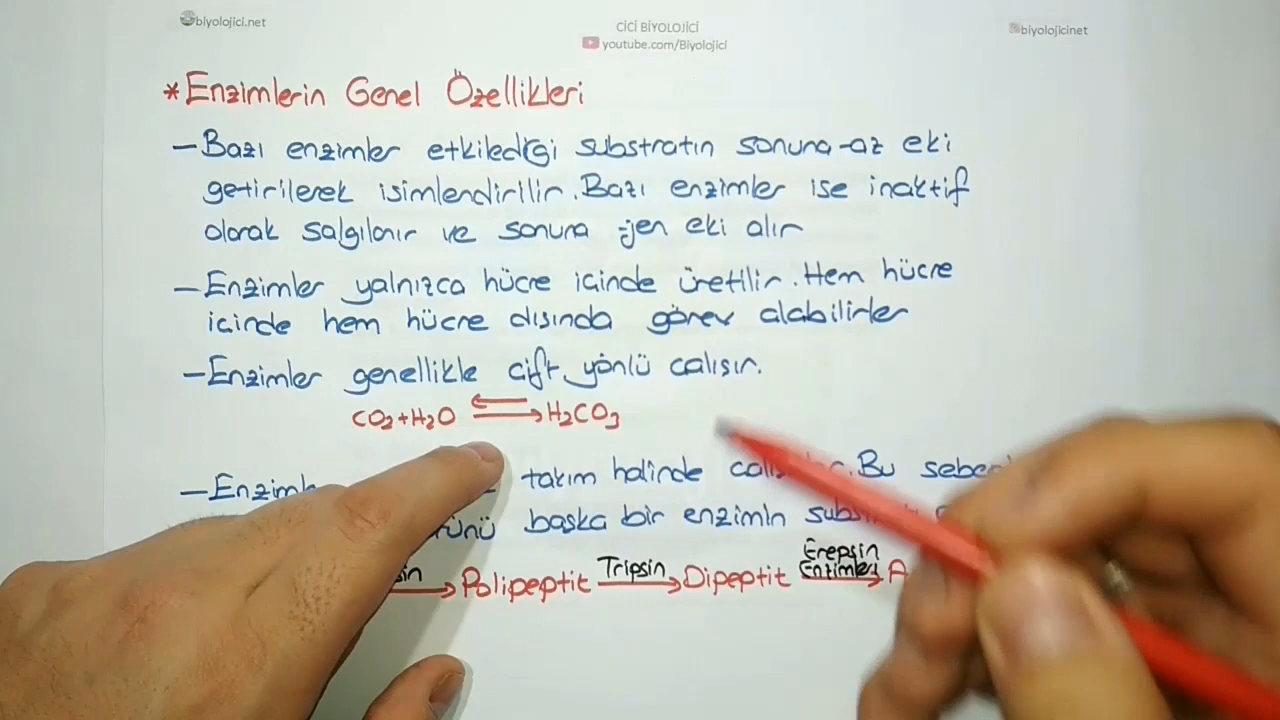 biyolojici.net
CİCİ BİYOLOJİCİ
youtube.com/Biyolojici
biyolojicinet
*Enzimlerin Genel Özellikleri
-Bazı enzimler etkilediği substratın sonuna -az eki
getirilerek isimlendirilir. Bazı enzimler ise inaktif
olarak salgılanır ve sonuna -jen eki alır
-Enzimler yalnızca hücre içinde üretilir. Hem hücre
içinde hem hücre dışında görev alabilirler
-Enzimler genellikle çift yönlü çalışır.
CO2+H2O ⇄ H2CO3
-Enziml takım halinde Bu
başka bir enzimin
→ Polipeptit Tripsin → Dipeptit Erepsin Enzimleri → A